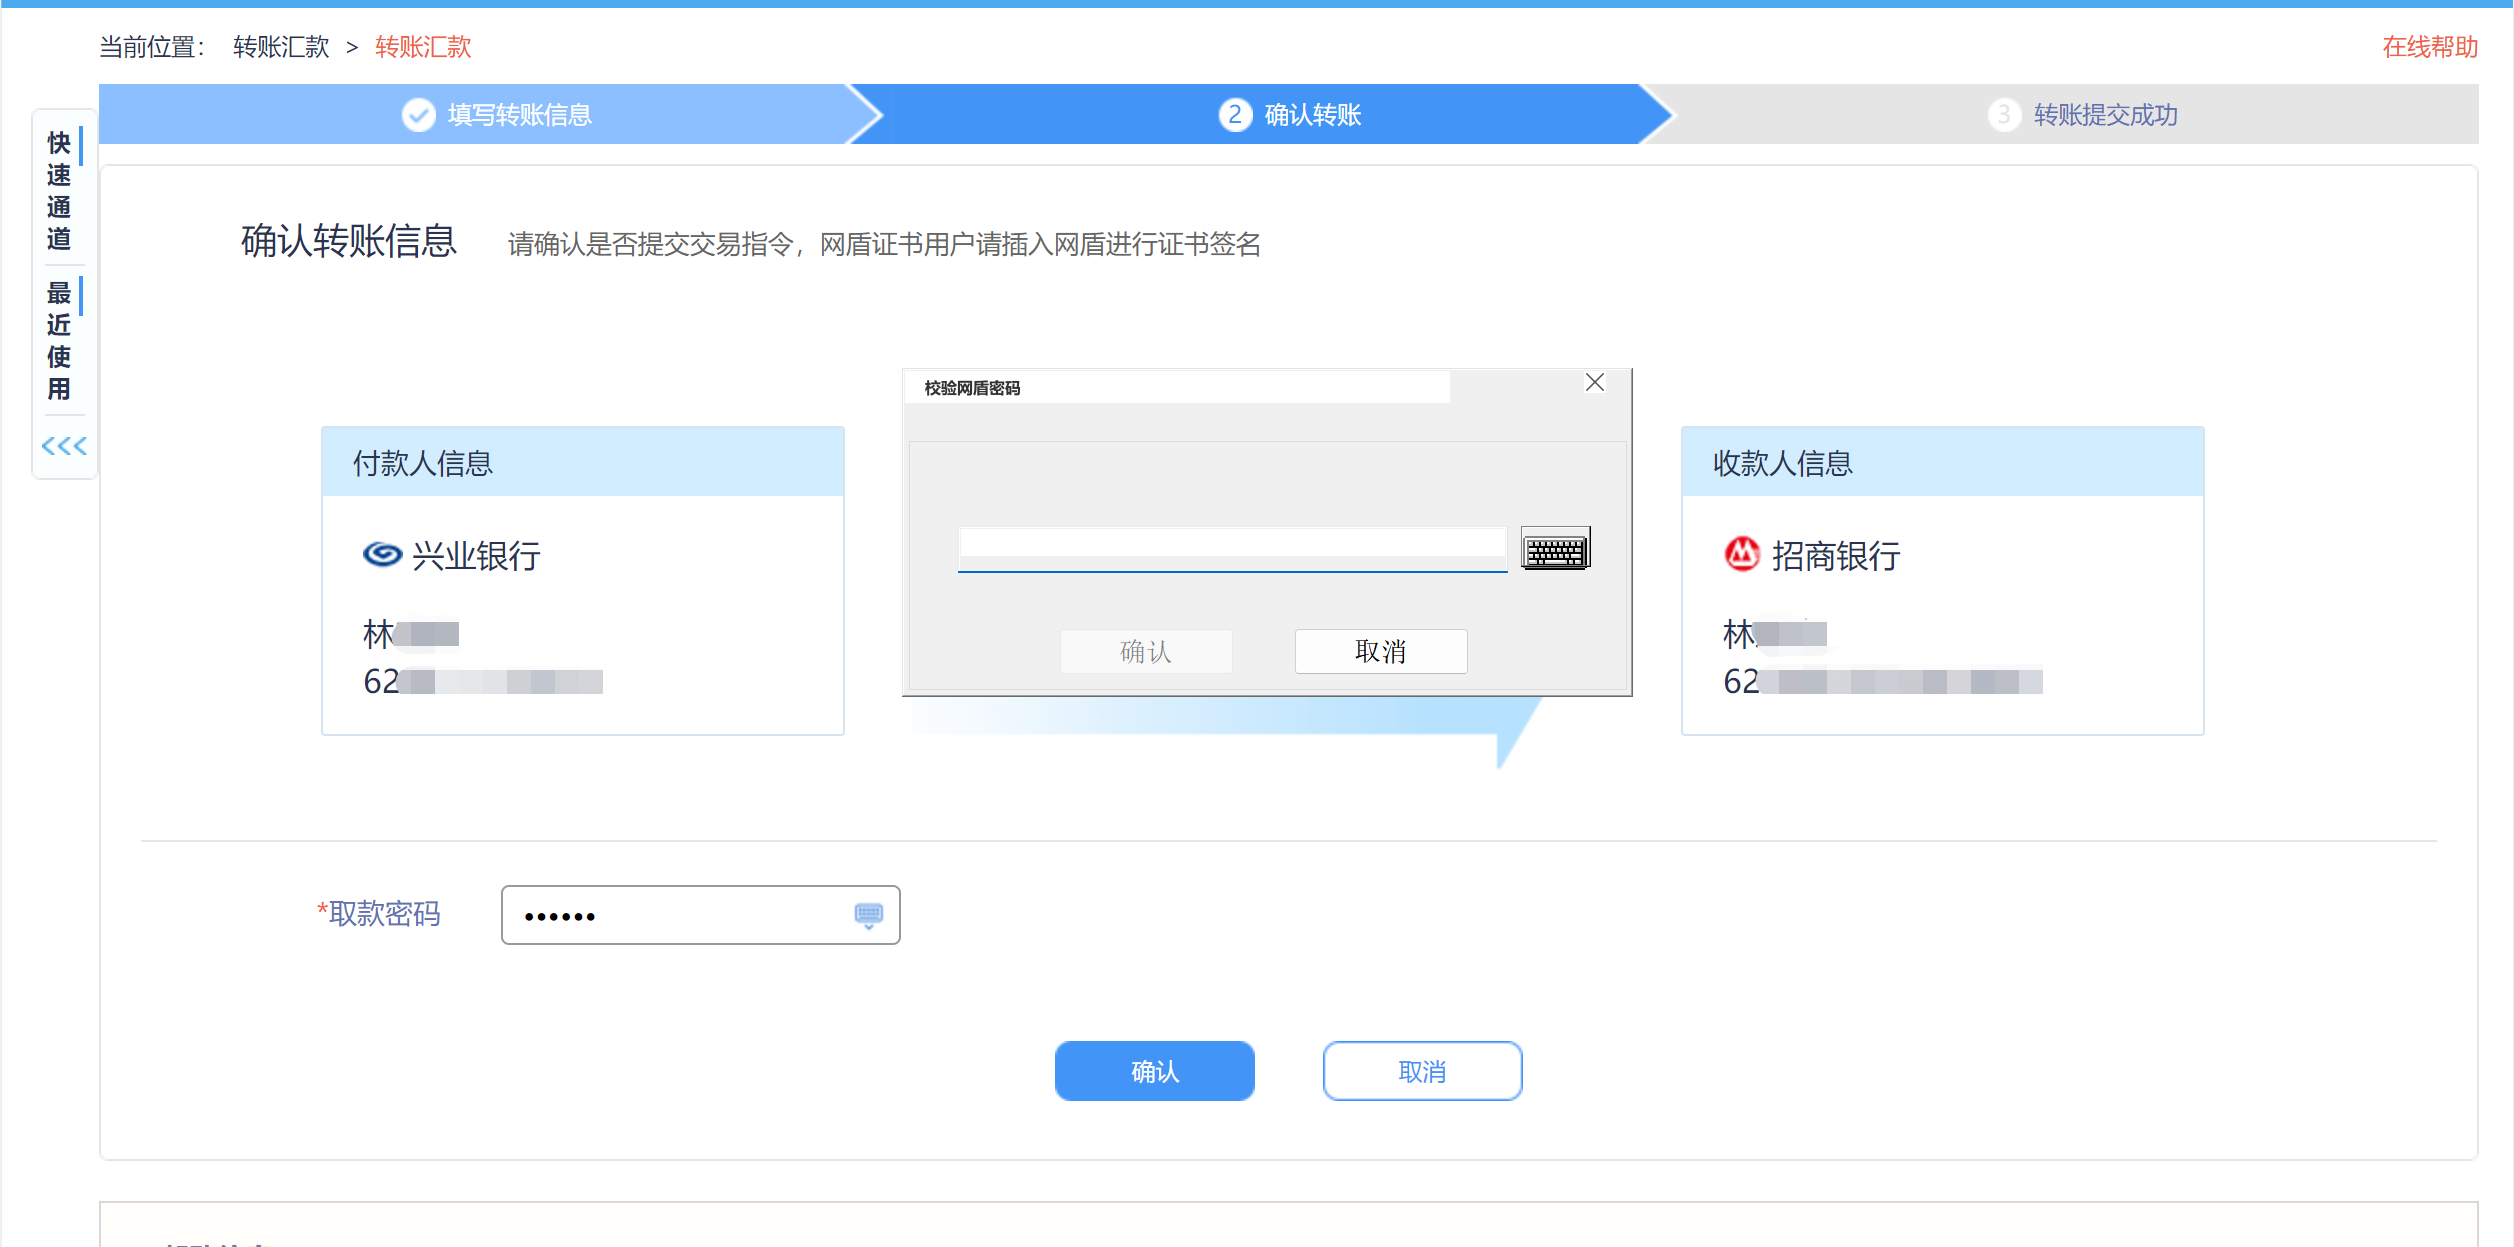 当前位置： 转账汇款 > 转账汇款
在线帮助
填写转账信息
2 确认转账
3 转账提交成功
快速通道
最近使用
确认转账信息 请确认是否提交交易指令，网盾证书用户请插入网盾进行证书签名
付款人信息
兴业银行
林
62
校验网盾密码
确认
取消
收款人信息
招商银行
林
62
*取款密码 ••••••
确认
取消